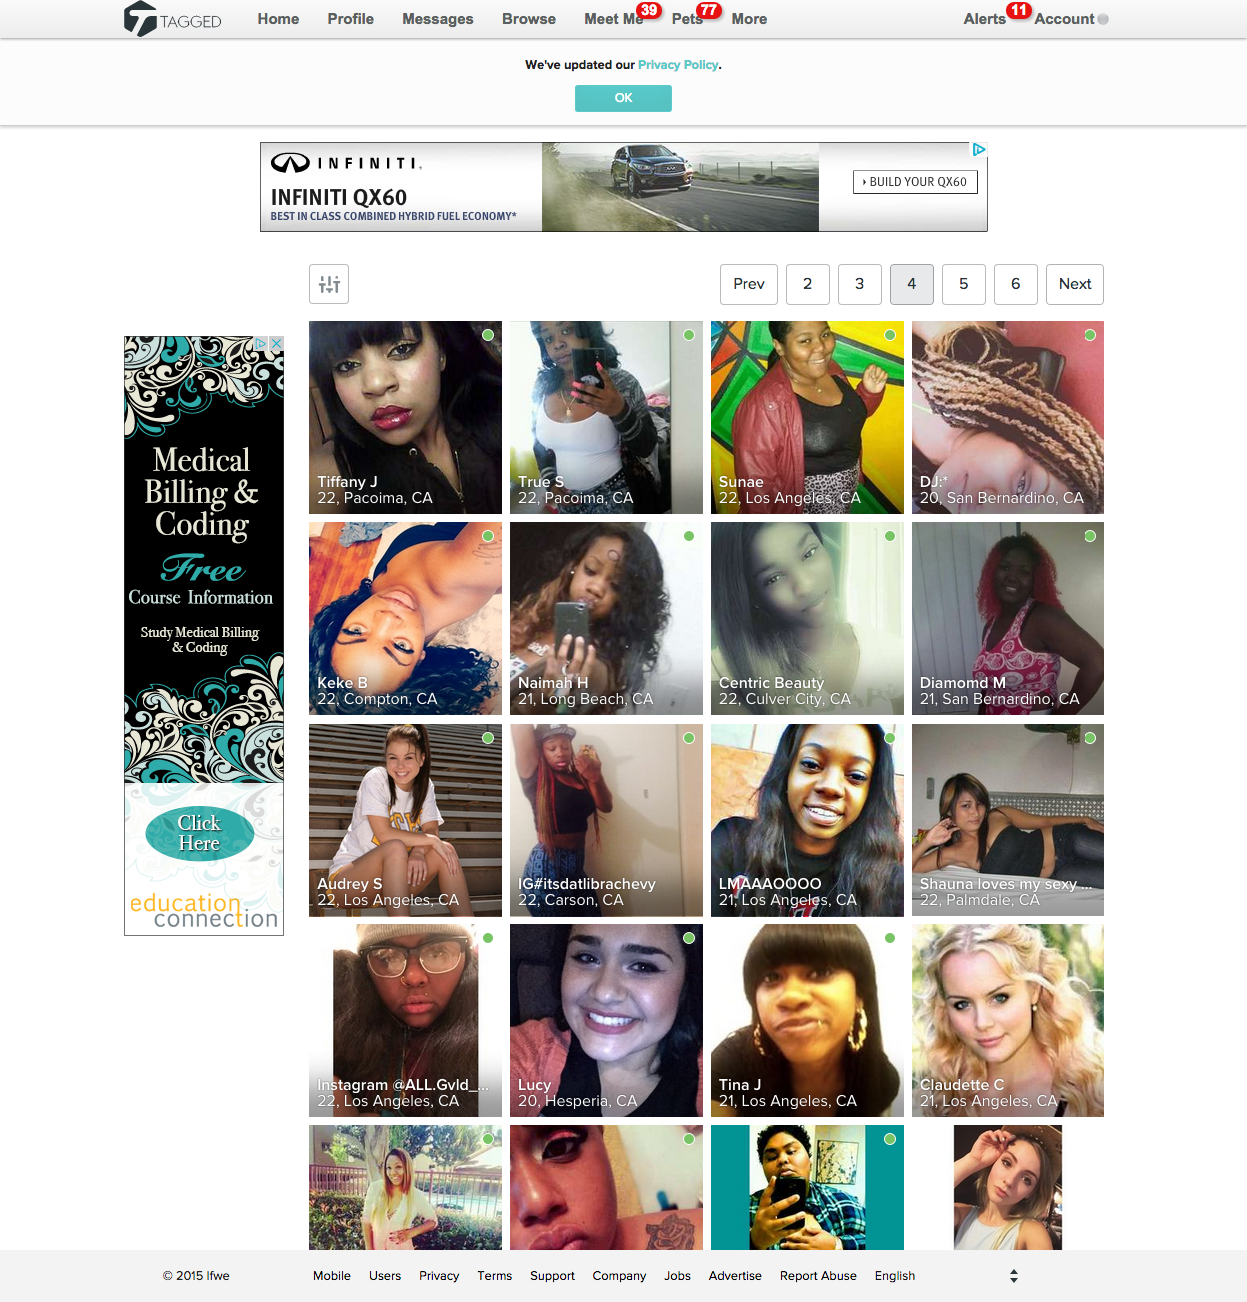 TAGGED
Home Profile Messages Browse Meet Me 39 Pets 77 More Alerts 11 Account
We've updated our Privacy Policy.
OK
INFINITI
INFINITI QX60
BEST IN CLASS COMBINED HYBRID FUEL ECONOMY*
BUILD YOUR QX60
Prev 2 3 4 5 6 Next
Medical
Billing &
Coding
Free
Course Information
Study Medical Billing
& Coding
Click
Here
education
connection
Tiffany J
22, Pacoima, CA
True S
22, Pacoima, CA
Sunae
22, Los Angeles, CA
DJ:*
20, San Bernardino, CA
Keke B
22, Compton, CA
Naimah H
21, Long Beach, CA
Centric Beauty
22, Culver City, CA
Diamomd M
21, San Bernardino, CA
Audrey S
22, Los Angeles, CA
IG#itsdatlibrachevy
22, Carson, CA
LMAAAOOOO
21, Los Angeles, CA
Shauna loves my sexy ...
22, Palmdale, CA
Instagram @ALL.Gvld_...
22, Los Angeles, CA
Lucy
20, Hesperia, CA
Tina J
21, Los Angeles, CA
Claudette C
21, Los Angeles, CA
© 2015 Ifwe Mobile Users Privacy Terms Support Company Jobs Advertise Report Abuse English